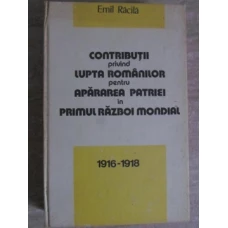 Emil Răcilă
CONTRIBUȚII
privind
LUPTA ROMÂNILOR
pentru
APĂRAREA PATRIEI
în
PRIMUL RĂZBOI MONDIAL
1916-1918